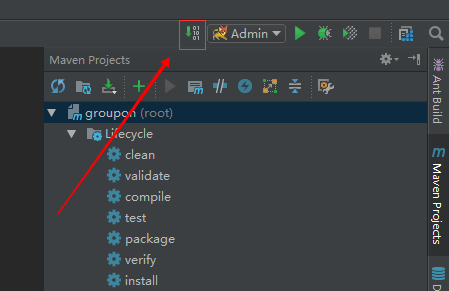 Admin
Maven Projects
groupon (root)
Lifecycle
clean
validate
compile
test
package
verify
install
Ant Build
Maven Projects